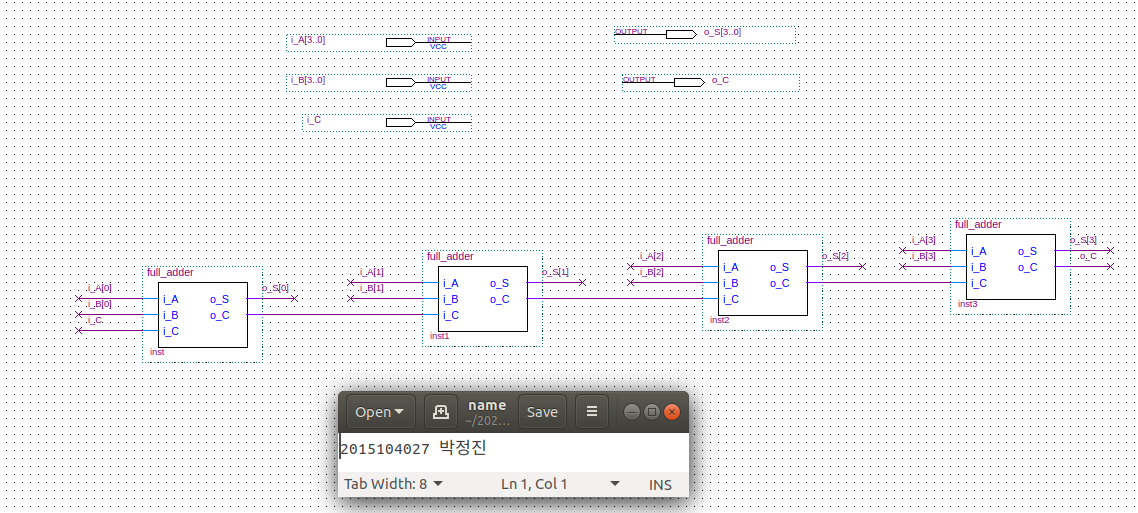 i_A[3..0] INPUT VCC
i_B[3..0] INPUT VCC
i_C INPUT VCC
OUTPUT o_S[3..0]
OUTPUT o_C
full_adder
i_A[0] i_A o_S o_S[0]
i_B[0] i_B o_C
i_C i_C
inst
full_adder
i_A[1] i_A o_S o_S[1]
i_B[1] i_B o_C
i_C
inst1
full_adder
i_A[2] i_A o_S o_S[2]
i_B[2] i_B o_C
i_C
inst2
full_adder
i_A[3] i_A o_S o_S[3]
i_B[3] i_B o_C o_C
i_C
inst3
Open name Save
~/202...
2015104027 박정진
Tab Width: 8 Ln 1, Col 1 INS